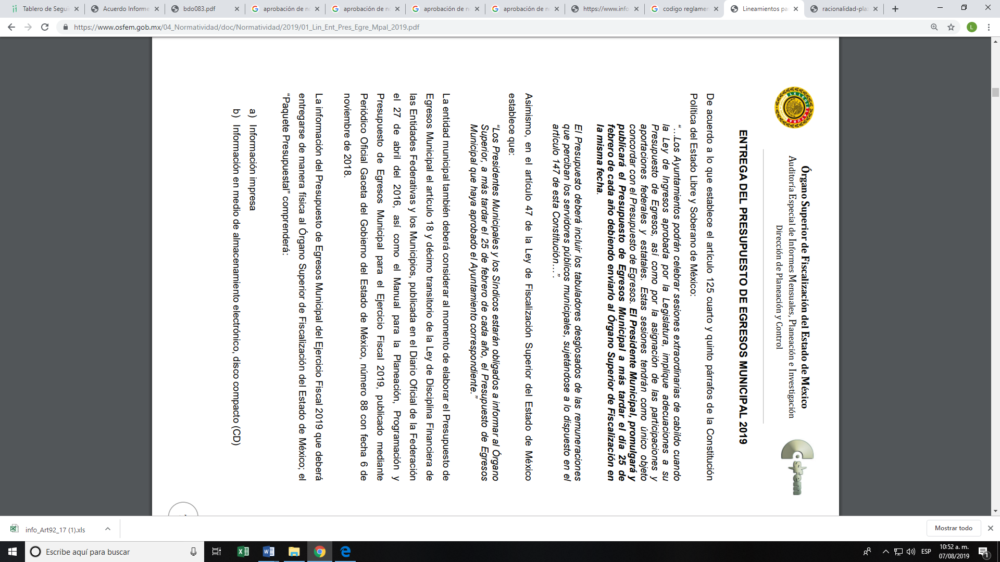 Tablero de Segui
Acuerdo Informe
bdo083.pdf
aprobación de no
aprobación de no
aprobación de no
aprobación de no
https://www.info
codigo reglamen
Lineamientos pa
racionalidad-pla
https://www.osfem.gob.mx/04_Normatividad/doc/Normatividad/2019/01_Lin_Ent_Pres_Egre_Mpal_2019.pdf
L
LX LEGISLATURA
Órgano Superior de Fiscalización del Estado de México
Auditoría Especial de Informes Mensuales, Planeación e Investigación
Dirección de Planeación y Control
osfem
ENTREGA DEL PRESUPUESTO DE EGRESOS MUNICIPAL 2019
De acuerdo a lo que establece el artículo 125 cuarto y quinto párrafos de la Constitución
Política del Estado Libre y Soberano de México:
“…Los Ayuntamientos podrán celebrar sesiones extraordinarias de cabildo cuando
la Ley de Ingresos aprobada por la Legislatura, implique adecuaciones a su
Presupuesto de Egresos, así como por la asignación de las participaciones y
aportaciones federales y estatales. Estas sesiones tendrán como único objeto
concordar con el Presupuesto de Egresos. El Presidente Municipal, promulgará y
publicará el Presupuesto de Egresos Municipal a más tardar el día 25 de
febrero de cada año debiendo enviarlo al Órgano Superior de Fiscalización en
la misma fecha.
El Presupuesto deberá incluir los tabuladores desglosados de las remuneraciones
que perciban los servidores públicos municipales, sujetándose a lo dispuesto en el
artículo 147 de esta Constitución….”.
Asimismo, en el artículo 47 de la Ley de Fiscalización Superior del Estado de México
establece que:
“Los Presidentes Municipales y los Síndicos estarán obligados a informar al Órgano
Superior, a más tardar el 25 de febrero de cada año, el Presupuesto de Egresos
Municipal que haya aprobado el Ayuntamiento correspondiente.”
La entidad municipal también deberá considerar al momento de elaborar el Presupuesto de
Egresos Municipal el artículo 18 y décimo transitorio de la Ley de Disciplina Financiera de
las Entidades Federativas y los Municipios, publicada en el Diario Oficial de la Federación
el 27 de abril del 2016, así como el Manual para la Planeación, Programación y
Presupuesto de Egresos Municipal para el Ejercicio Fiscal 2019, publicado mediante
Periódico Oficial Gaceta del Gobierno del Estado de México, número 88 con fecha 6 de
noviembre de 2018.
La información del Presupuesto de Egresos Municipal del Ejercicio Fiscal 2019 que deberá
entregarse de manera física al Órgano Superior de Fiscalización del Estado de México; el
“Paquete Presupuestal” comprenderá:
a) Información impresa
b) Información en medio de almacenamiento electrónico, disco compacto (CD)
info_Art92_17 (1).xls
Mostrar todo
Escribe aquí para buscar
ESP
10:52 a. m.
07/08/2019
1